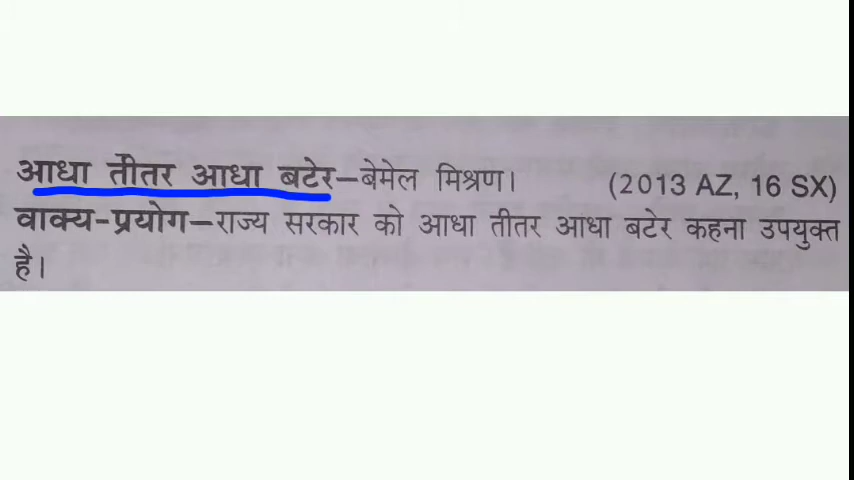 आधा तीतर आधा बटेर–बेमेल मिश्रण। (2013 AZ, 16 SX)
वाक्य-प्रयोग–राज्य सरकार को आधा तीतर आधा बटेर कहना उपयुक्त
है।